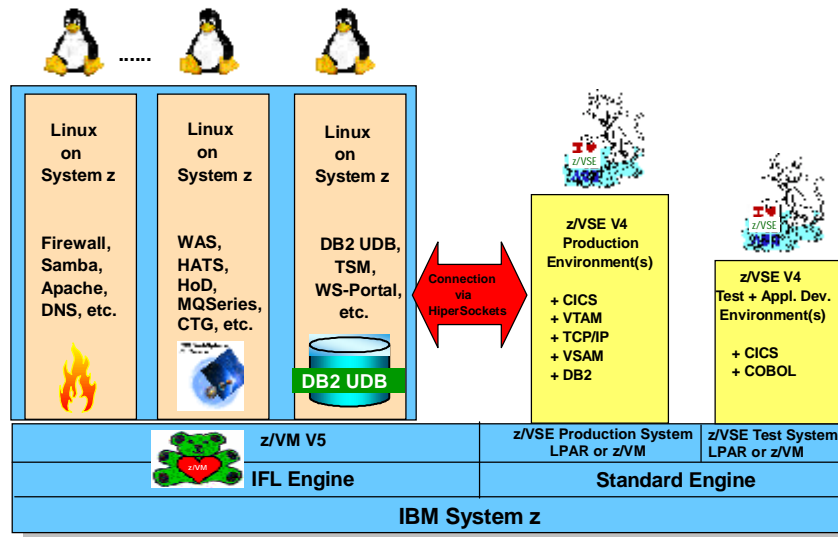 ......
Linux
on
System z
Firewall,
Samba,
Apache,
DNS, etc.
Linux
on
System z
WAS,
HATS,
HoD,
MQSeries,
CTG, etc.
Linux
on
System z
DB2 UDB,
TSM,
WS-Portal,
etc.
DB2 UDB
Connection
via
HiperSockets
I
z/VSE
z/VSE V4
Production
Environment(s)
+ CICS
+ VTAM
+ TCP/IP
+ VSAM
+ DB2
I
z/VSE
z/VSE V4
Test + Appl. Dev.
Environment(s)
+ CICS
+ COBOL
z/VM V5
z/VM
z/VSE Production System
LPAR or z/VM
z/VSE Test System
LPAR or z/VM
IFL Engine
Standard Engine
IBM System z